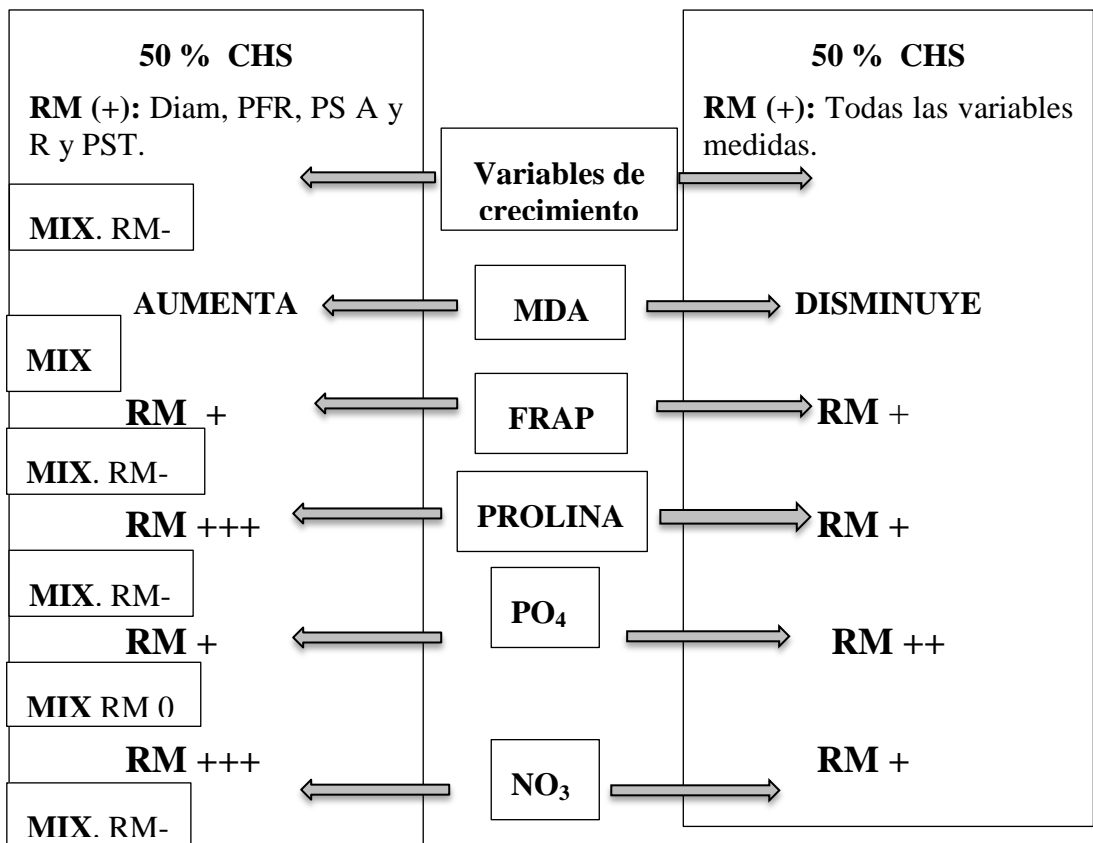 50 % CHS
RM (+): Diam, PFR, PS A y
R y PST.
MIX. RM-
AUMENTA
MIX
RM +
MIX. RM-
RM +++
MIX. RM-
RM +
MIX RM 0
RM +++
MIX. RM-
Variables de
crecimiento
MDA
FRAP
PROLINA
PO₄
NO₃
50 % CHS
RM (+): Todas las variables
medidas.
DISMINUYE
RM +
RM +
RM ++
RM +